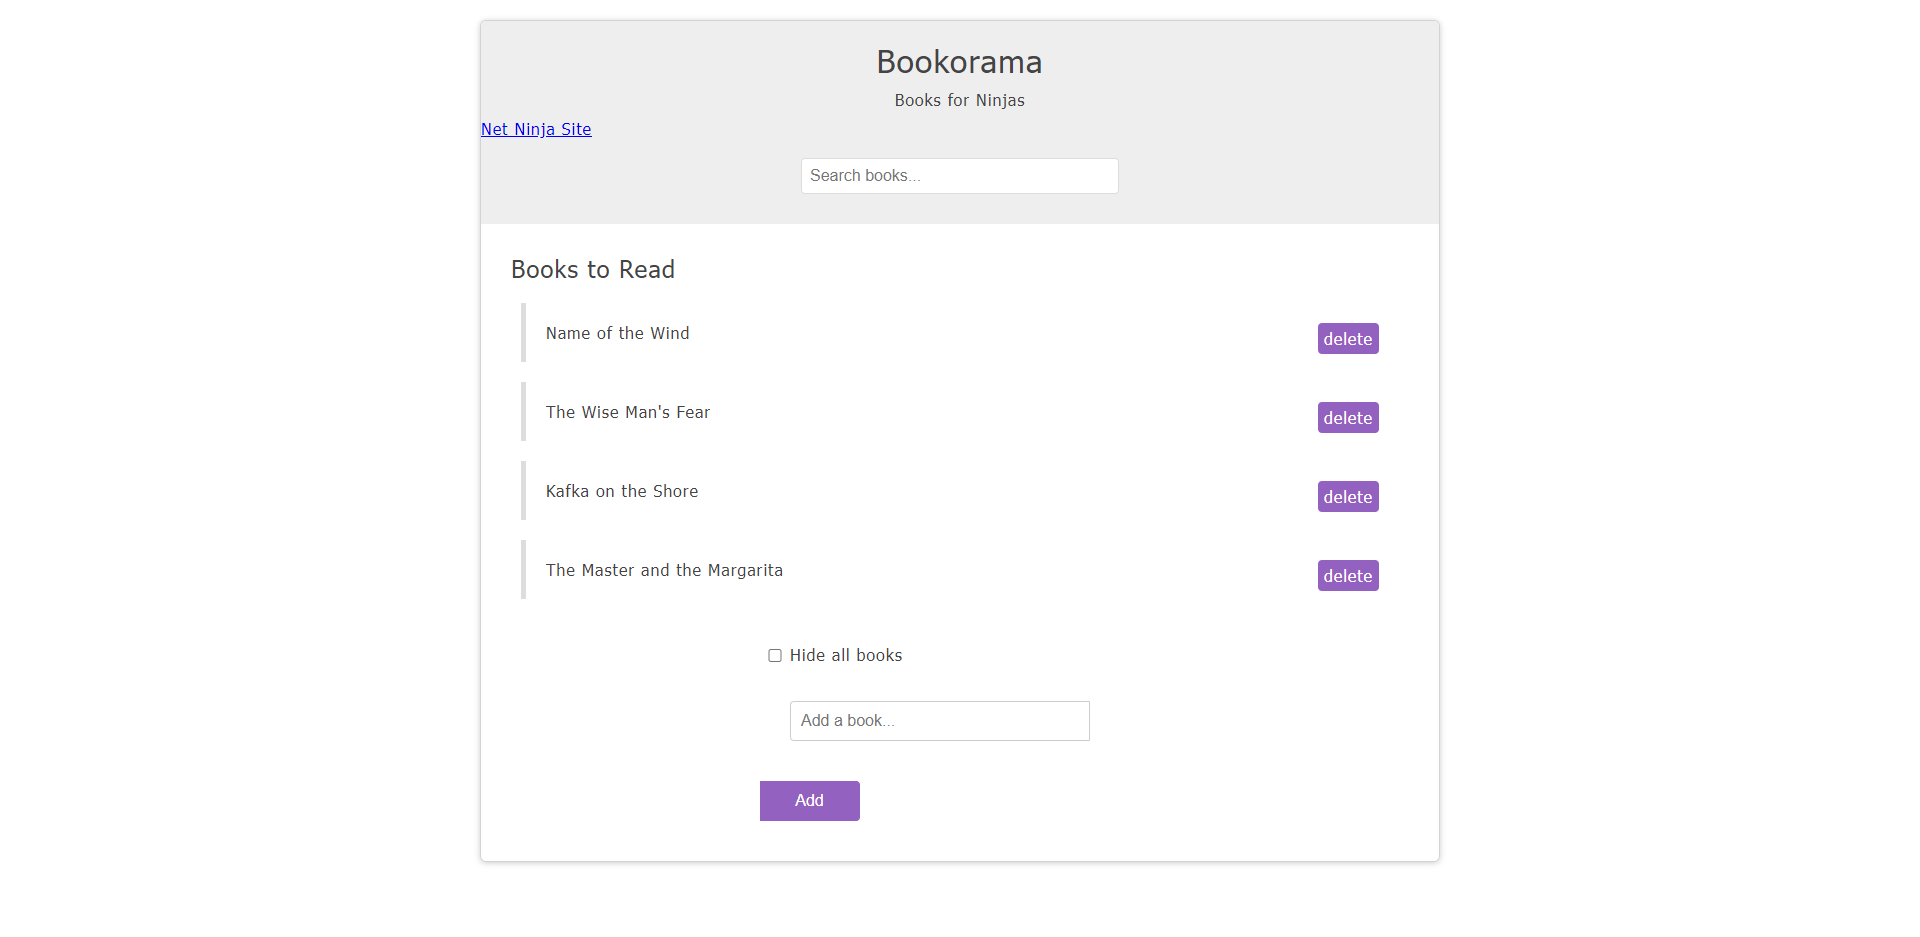 Bookorama
Books for Ninjas
Net Ninja Site
Search books...
Books to Read
Name of the Wind
delete
The Wise Man's Fear
delete
Kafka on the Shore
delete
The Master and the Margarita
delete
Hide all books
Add a book...
Add